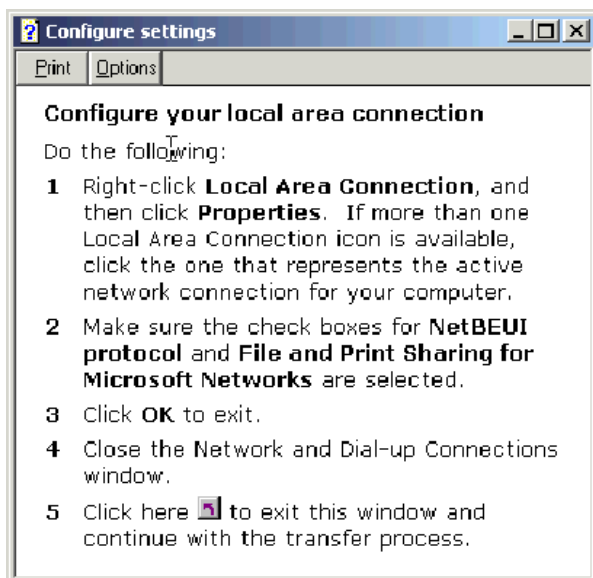 Configure settings
Print Options
Configure your local area connection
Do the following:
1 Right-click Local Area Connection, and
then click Properties. If more than one
Local Area Connection icon is available,
click the one that represents the active
network connection for your computer.
2 Make sure the check boxes for NetBEUI
protocol and File and Print Sharing for
Microsoft Networks are selected.
3 Click OK to exit.
4 Close the Network and Dial-up Connections
window.
5 Click here to exit this window and
continue with the transfer process.